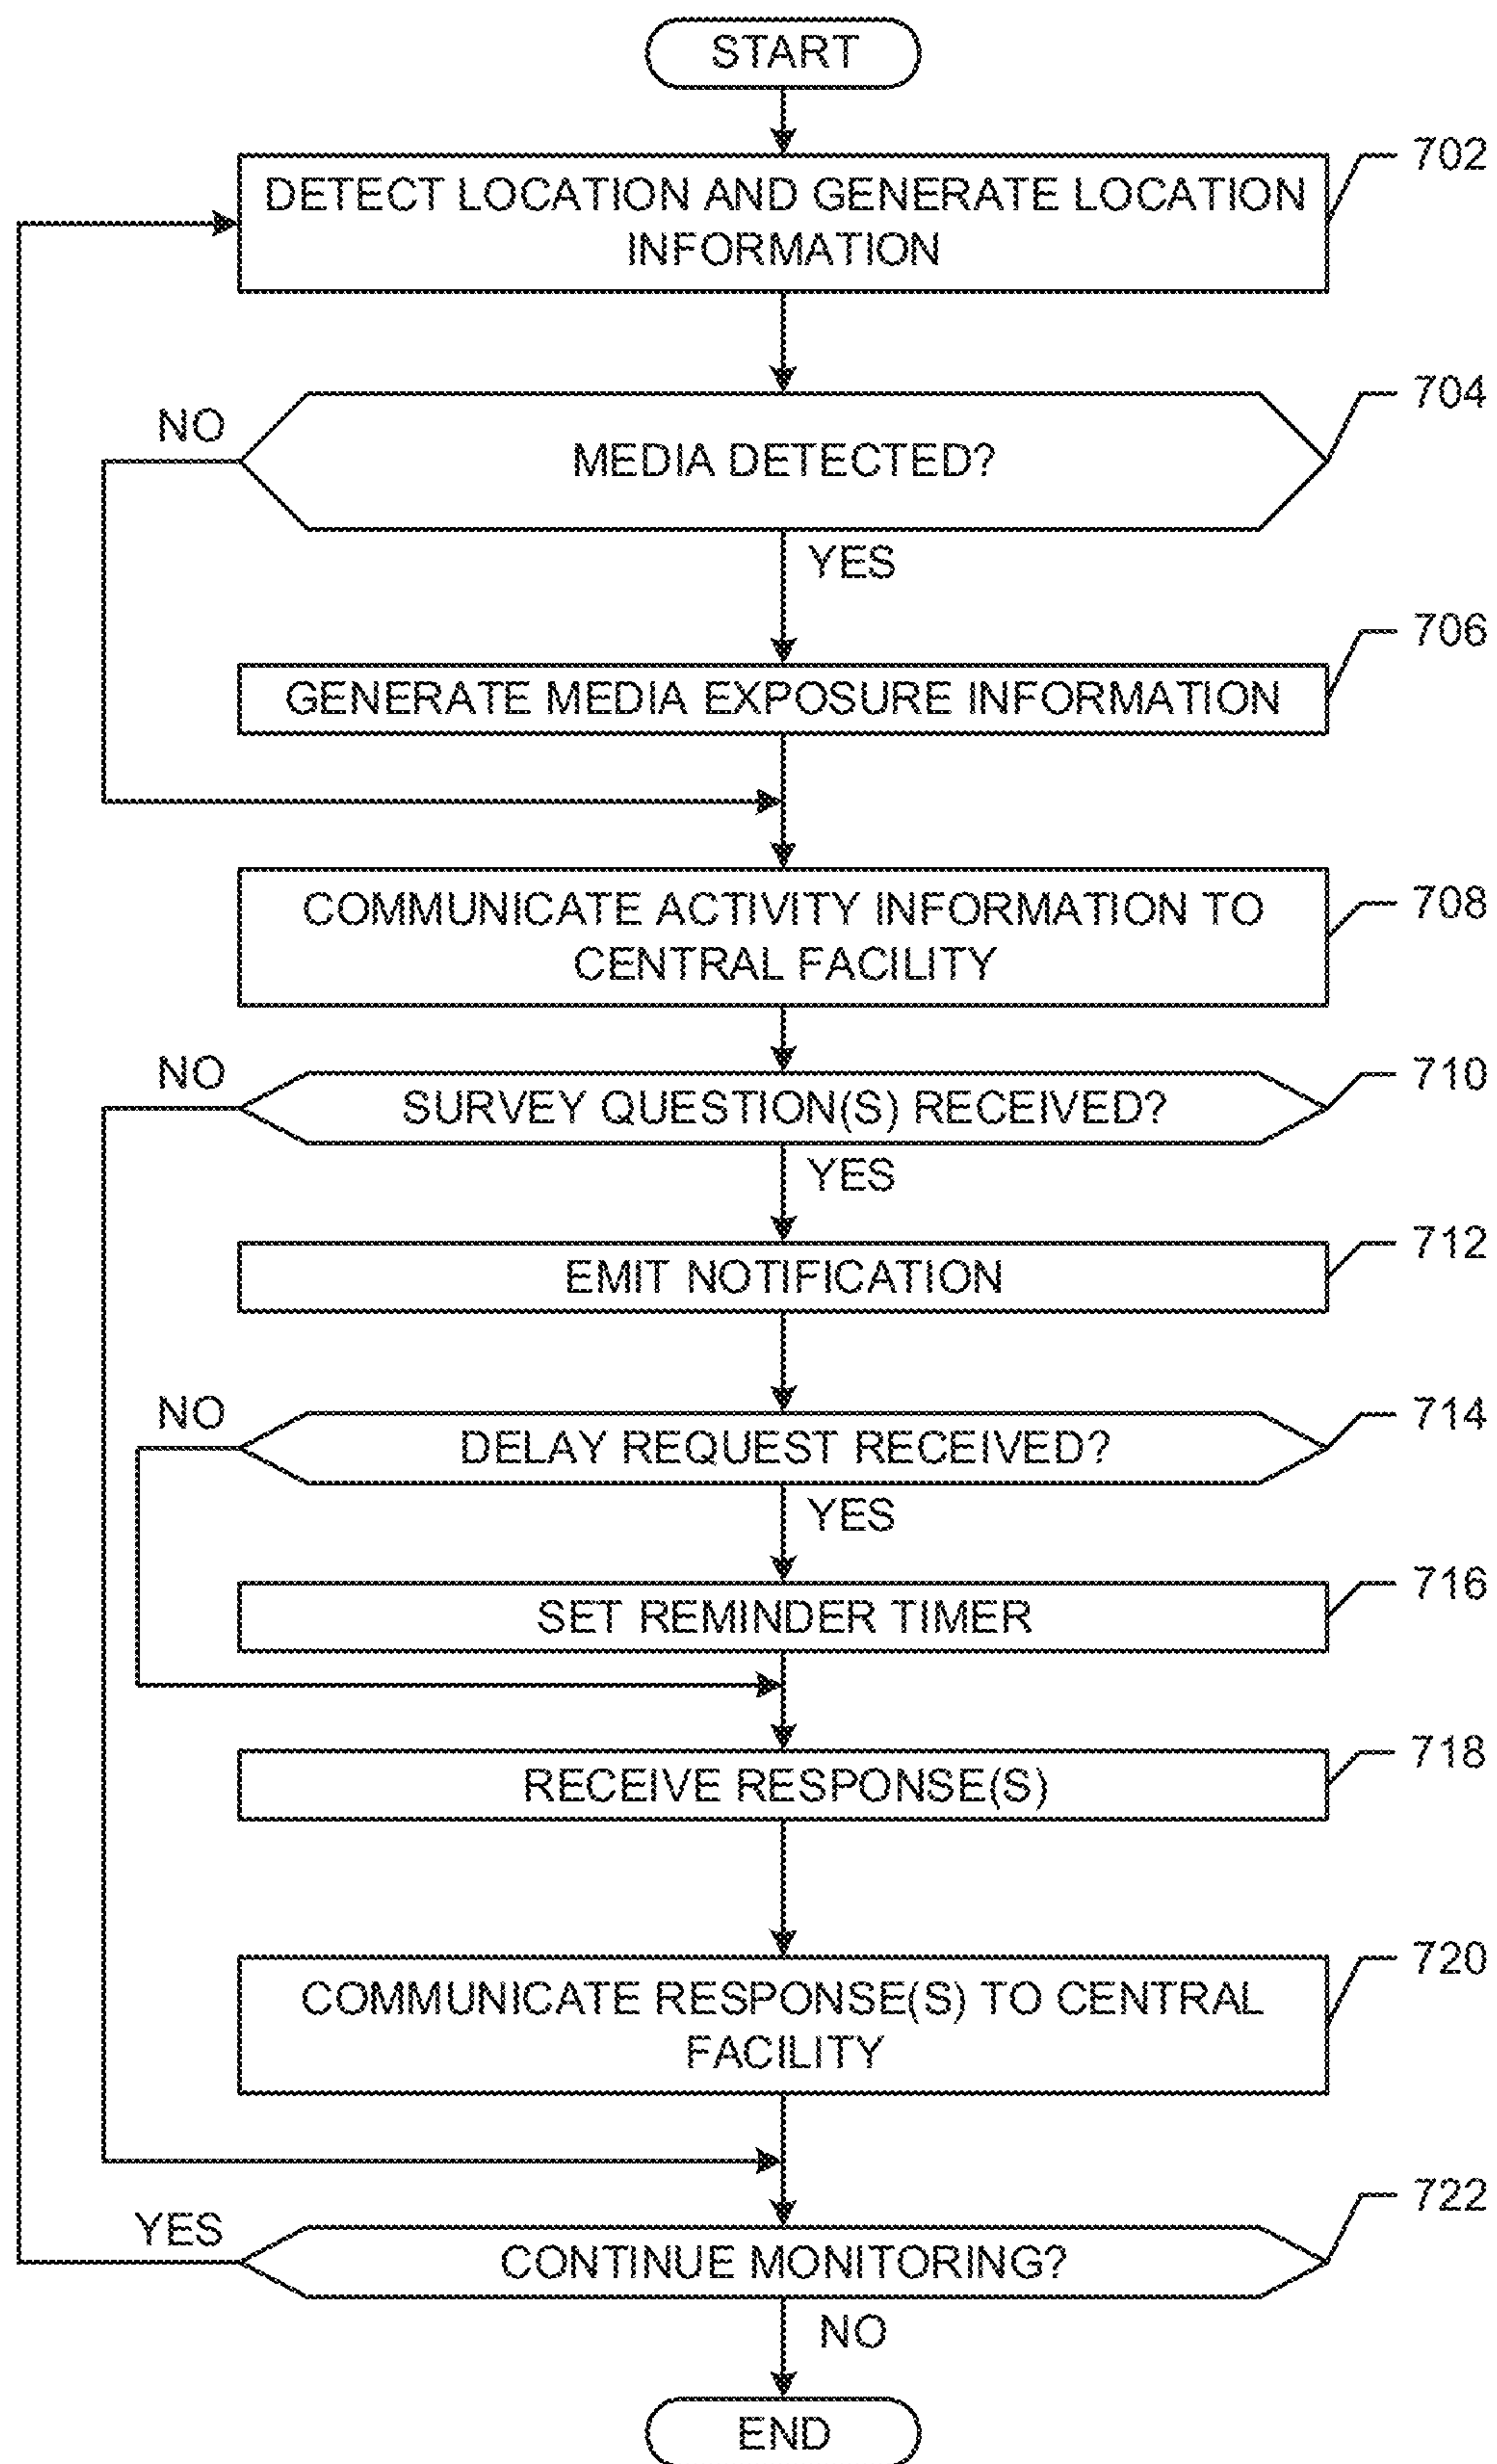 START
702
DETECT LOCATION AND GENERATE LOCATION
INFORMATION
704
NO
MEDIA DETECTED?
YES
706
GENERATE MEDIA EXPOSURE INFORMATION
708
COMMUNICATE ACTIVITY INFORMATION TO
CENTRAL FACILITY
NO
710
SURVEY QUESTION(S) RECEIVED?
YES
712
EMIT NOTIFICATION
NO
714
DELAY REQUEST RECEIVED?
YES
716
SET REMINDER TIMER
718
RECEIVE RESPONSE(S)
720
COMMUNICATE RESPONSE(S) TO CENTRAL
FACILITY
722
YES
CONTINUE MONITORING?
NO
END